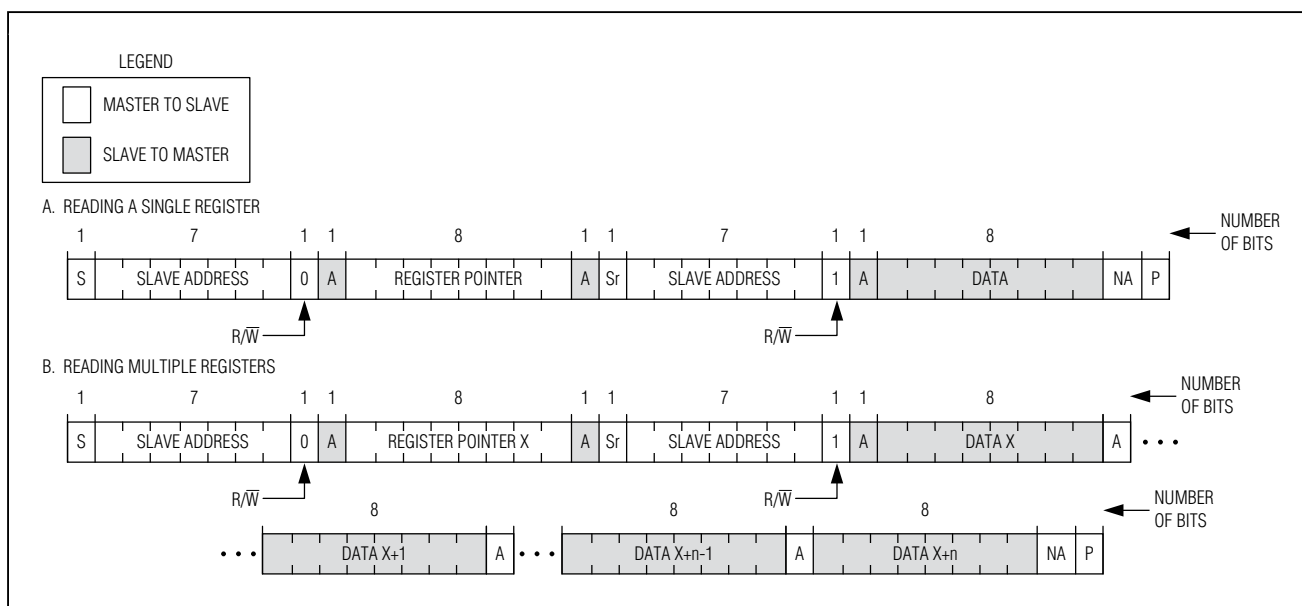 LEGEND
MASTER TO SLAVE
SLAVE TO MASTER
A. READING A SINGLE REGISTER
1 7 1 1 8 1 1 7 1 1 8 NUMBER OF BITS
S SLAVE ADDRESS 0 A REGISTER POINTER A Sr SLAVE ADDRESS 1 A DATA NA P
R/W̅ R/W̅
B. READING MULTIPLE REGISTERS
1 7 1 1 8 1 1 7 1 1 8 NUMBER OF BITS
S SLAVE ADDRESS 0 A REGISTER POINTER X A Sr SLAVE ADDRESS 1 A DATA X A •••
R/W̅ R/W̅
8 8 8 NUMBER OF BITS
••• DATA X+1 A ••• DATA X+n-1 A DATA X+n NA P